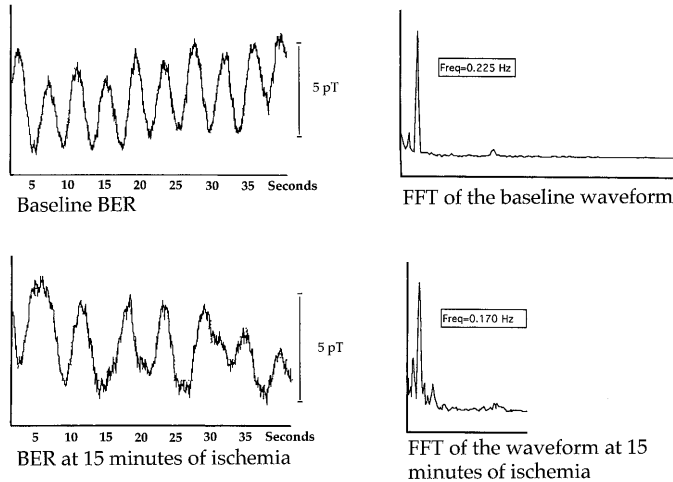 5 pT
Freq=0.225 Hz
5 10 15 20 25 30 35 Seconds
Baseline BER
FFT of the baseline waveform
5 pT
Freq=0.170 Hz
5 10 15 20 25 30 35 Seconds
BER at 15 minutes of ischemia
FFT of the waveform at 15
minutes of ischemia